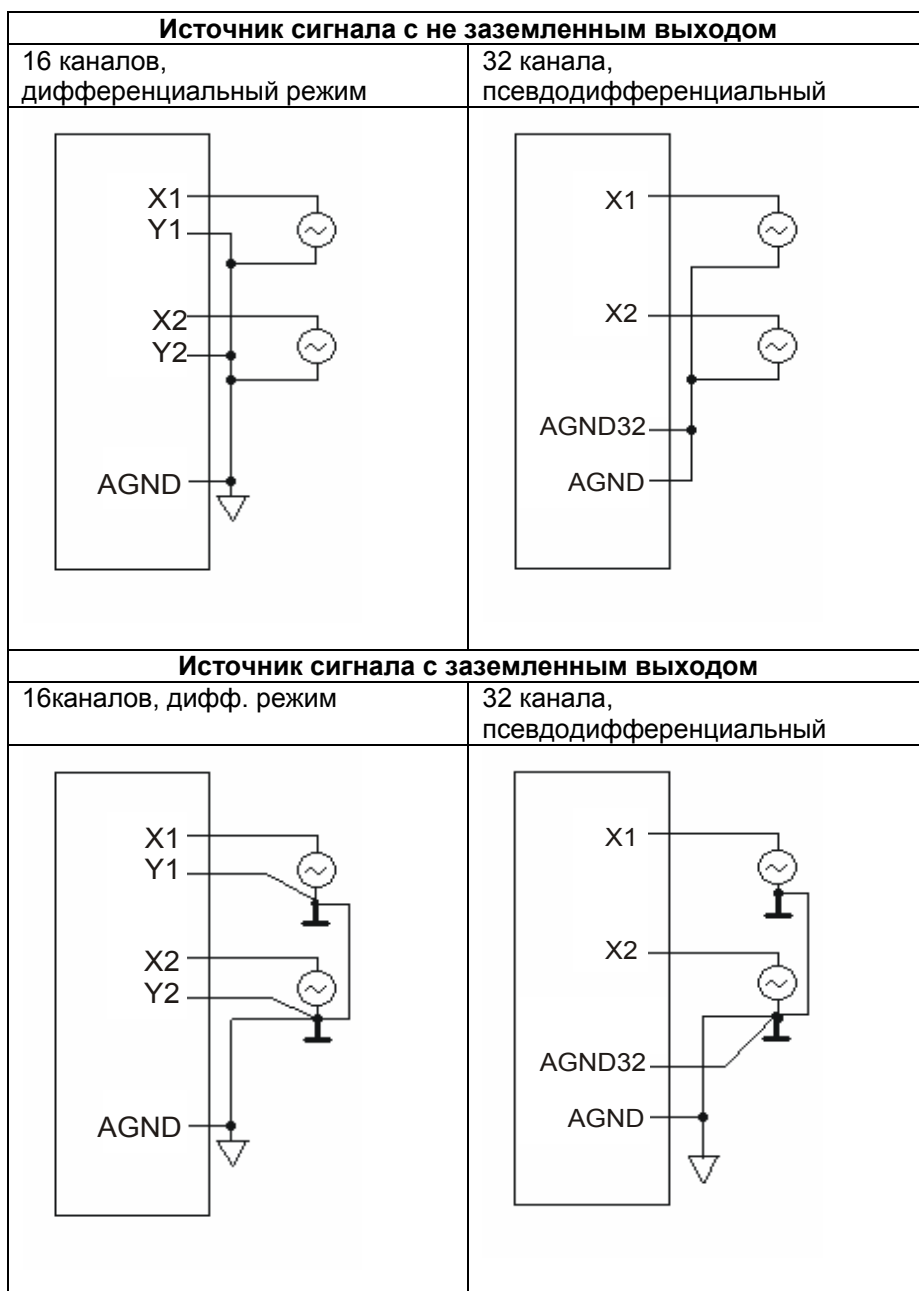 Источник сигнала с не заземленным выходом
16 каналов,
дифференциальный режим
32 канала,
псевдодифференциальный
X1
Y1
X2
Y2
AGND
X1
X2
AGND32
AGND
Источник сигнала с заземленным выходом
16каналов, дифф. режим
32 канала,
псевдодифференциальный
X1
Y1
X2
Y2
AGND
X1
X2
AGND32
AGND